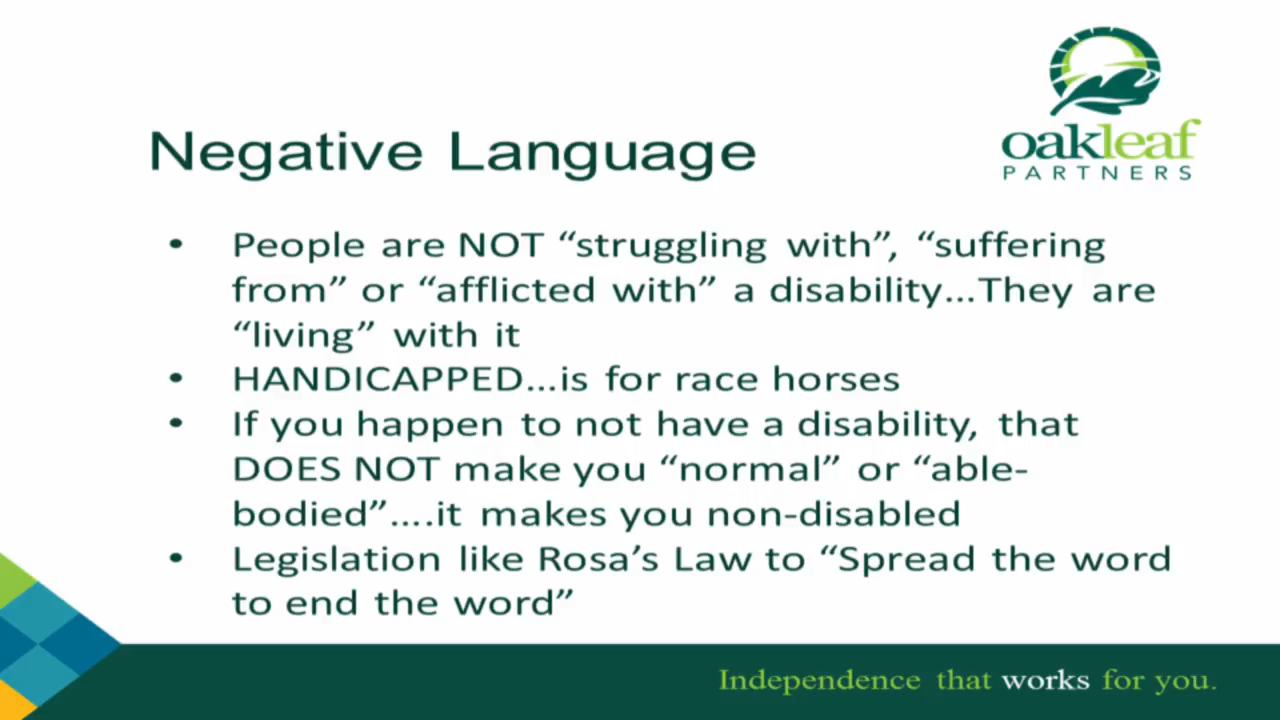 oakleaf
PARTNERS
Negative Language
• People are NOT “struggling with”, “suffering
from” or “afflicted with” a disability...They are
“living” with it
• HANDICAPPED...is for race horses
• If you happen to not have a disability, that
DOES NOT make you “normal” or “able-
bodied”....it makes you non-disabled
• Legislation like Rosa’s Law to “Spread the word
to end the word”
Independence that works for you.